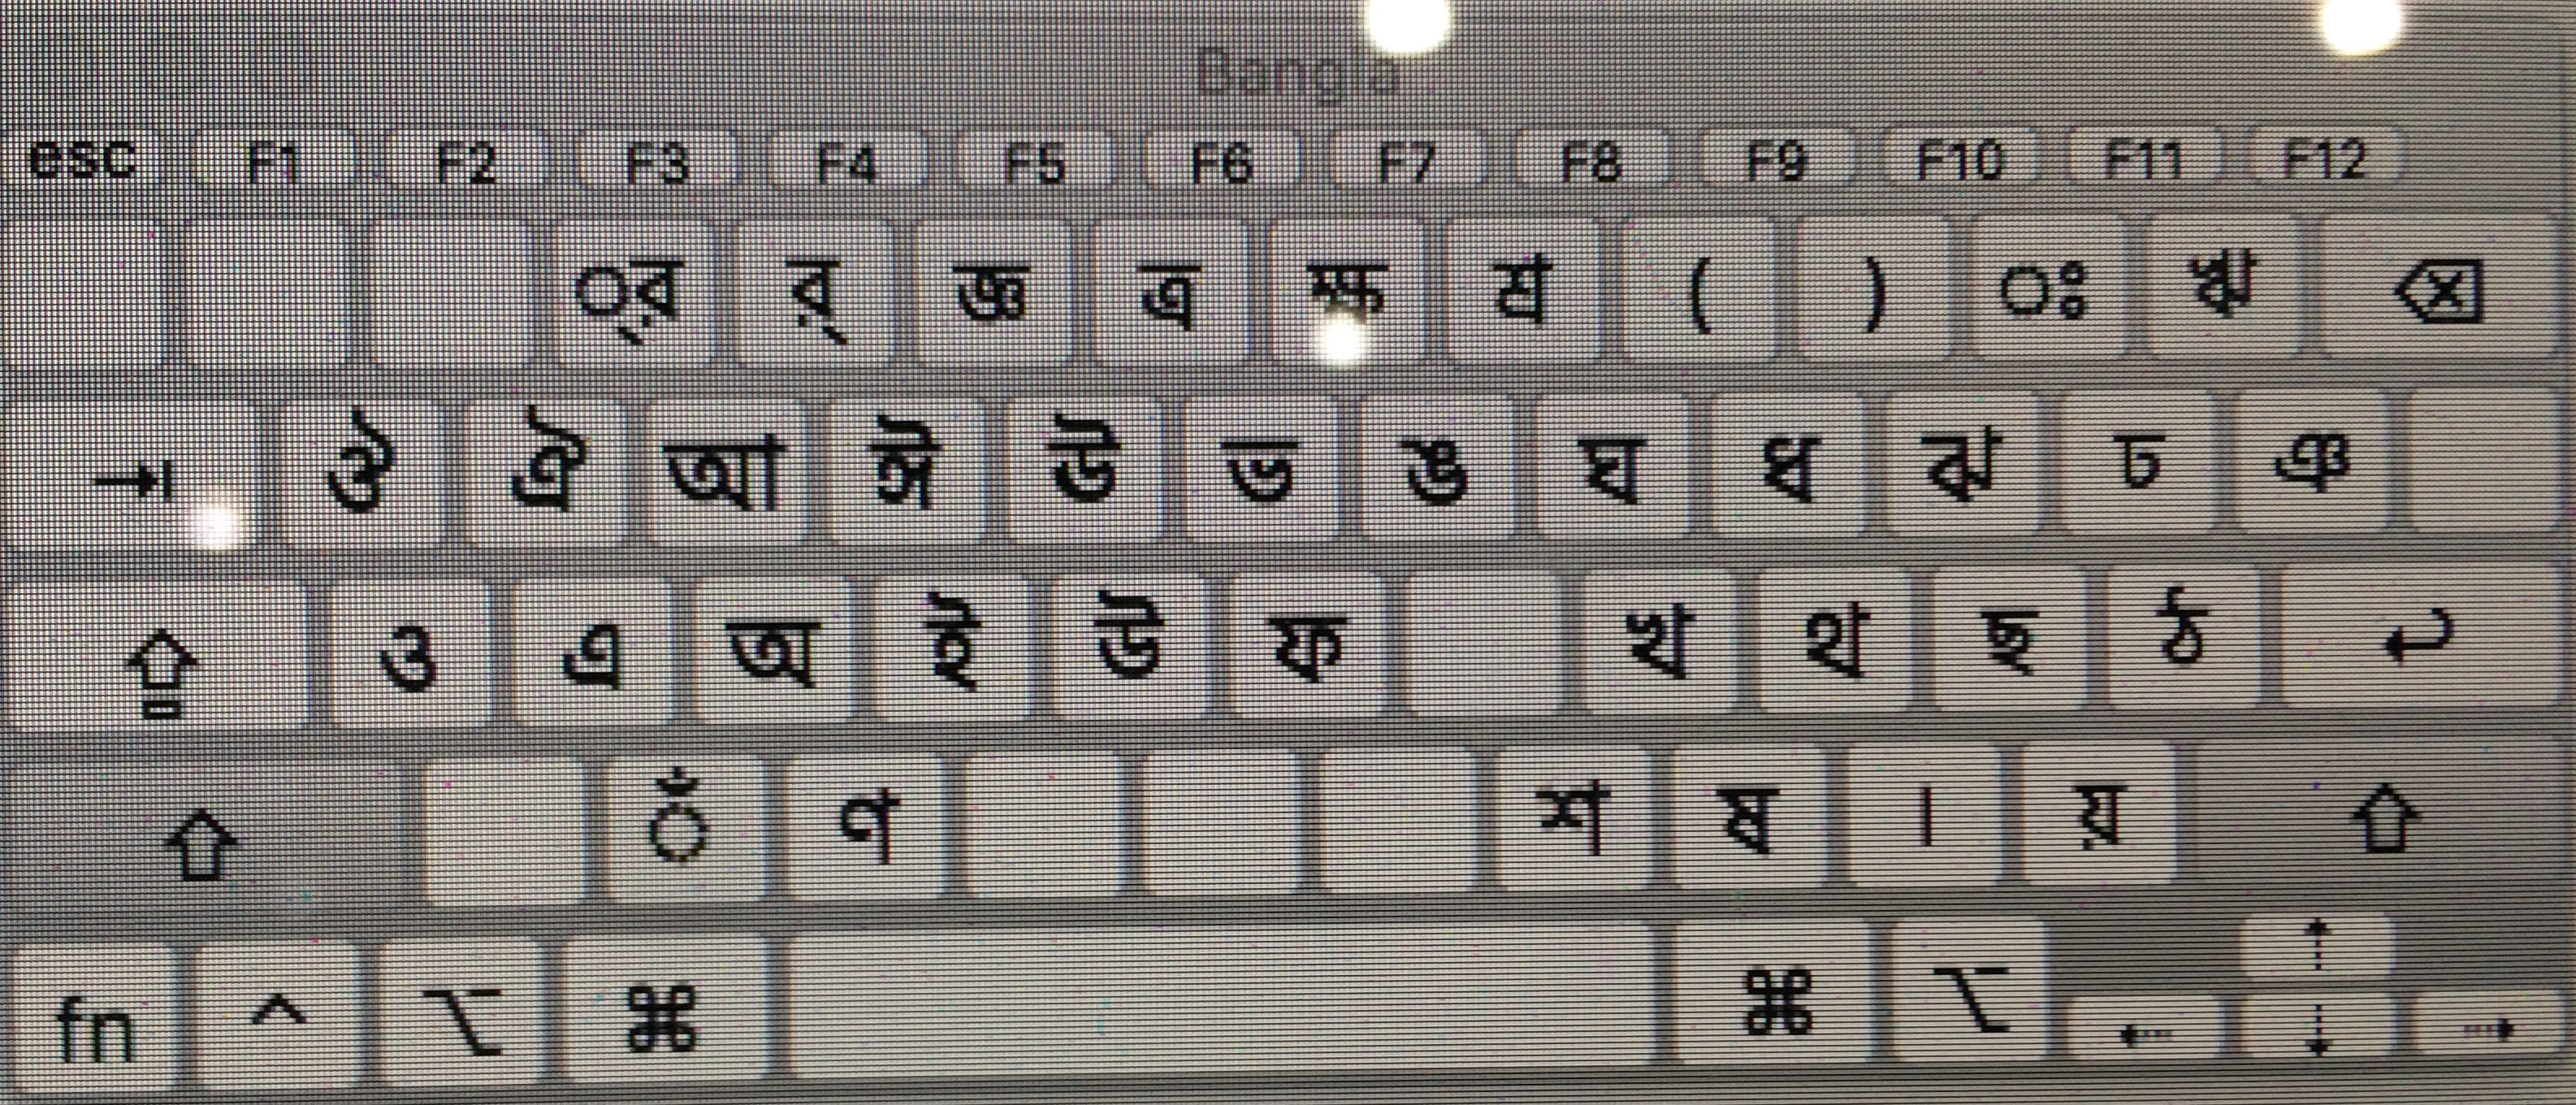 Bangla
esc F1 F2 F3 F4 F5 F6 F7 F8 F9 F10 F11 F12
্র র্ জ্ঞ ত্র ক্ষ শ্র ( ) ঃ ঋ
ঔ ঐ আ ঈ ঊ ভ ঙ ঘ ধ ঝ ঢ ঞ
ও এ অ ই উ ফ খ থ ছ ঠ
ঁ ণ শ ষ । য়
fn ^ ⌥ ⌘ ⌘ ⌥